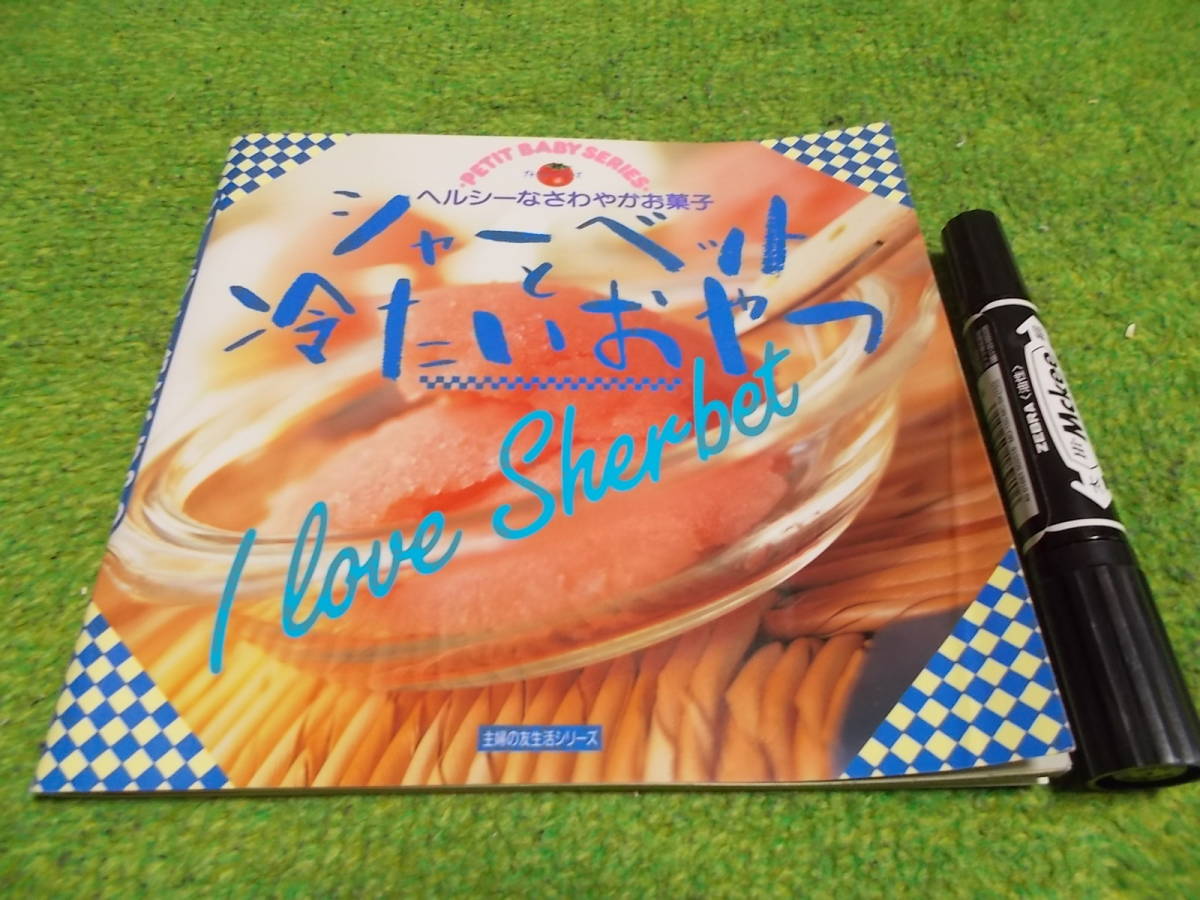 PETIT BABY SERIES
ヘルシーなさわやかお菓子
シャーベット
と
冷たいおやつ
I love Sherbet
主婦の友生活シリーズ
ZEBRA〈油性〉
Mckee